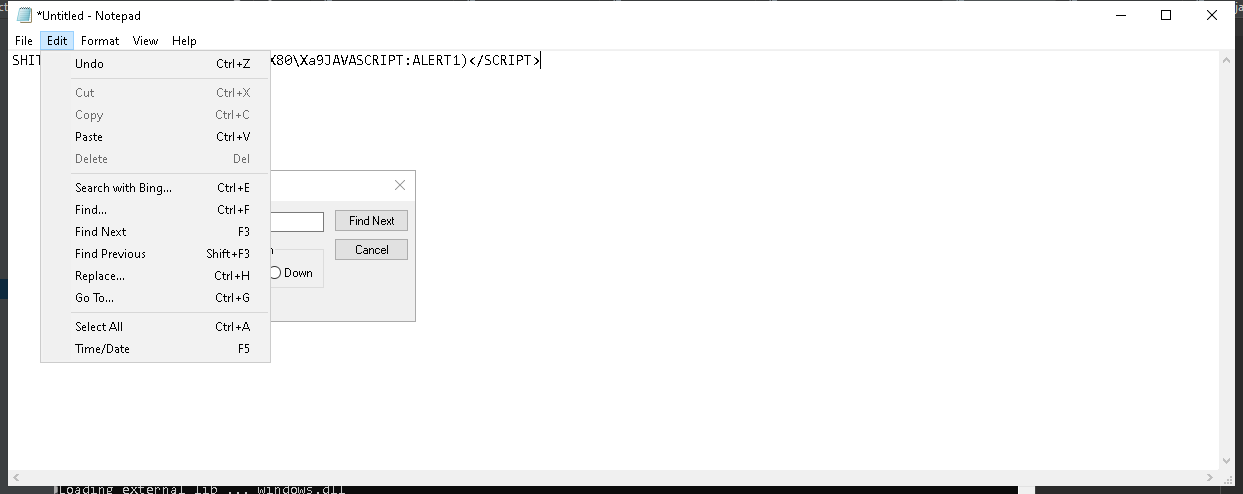 *Untitled - Notepad
File Edit Format View Help
SHIT X80\Xa9JAVASCRIPT:ALERT1)</SCRIPT>
Undo Ctrl+Z
Cut Ctrl+X
Copy Ctrl+C
Paste Ctrl+V
Delete Del
Search with Bing... Ctrl+E
Find... Ctrl+F
Find Next F3
Find Previous Shift+F3
Replace... Ctrl+H
Go To... Ctrl+G
Select All Ctrl+A
Time/Date F5
Find Next
Cancel
Down
Loading external lib ... windows.dll